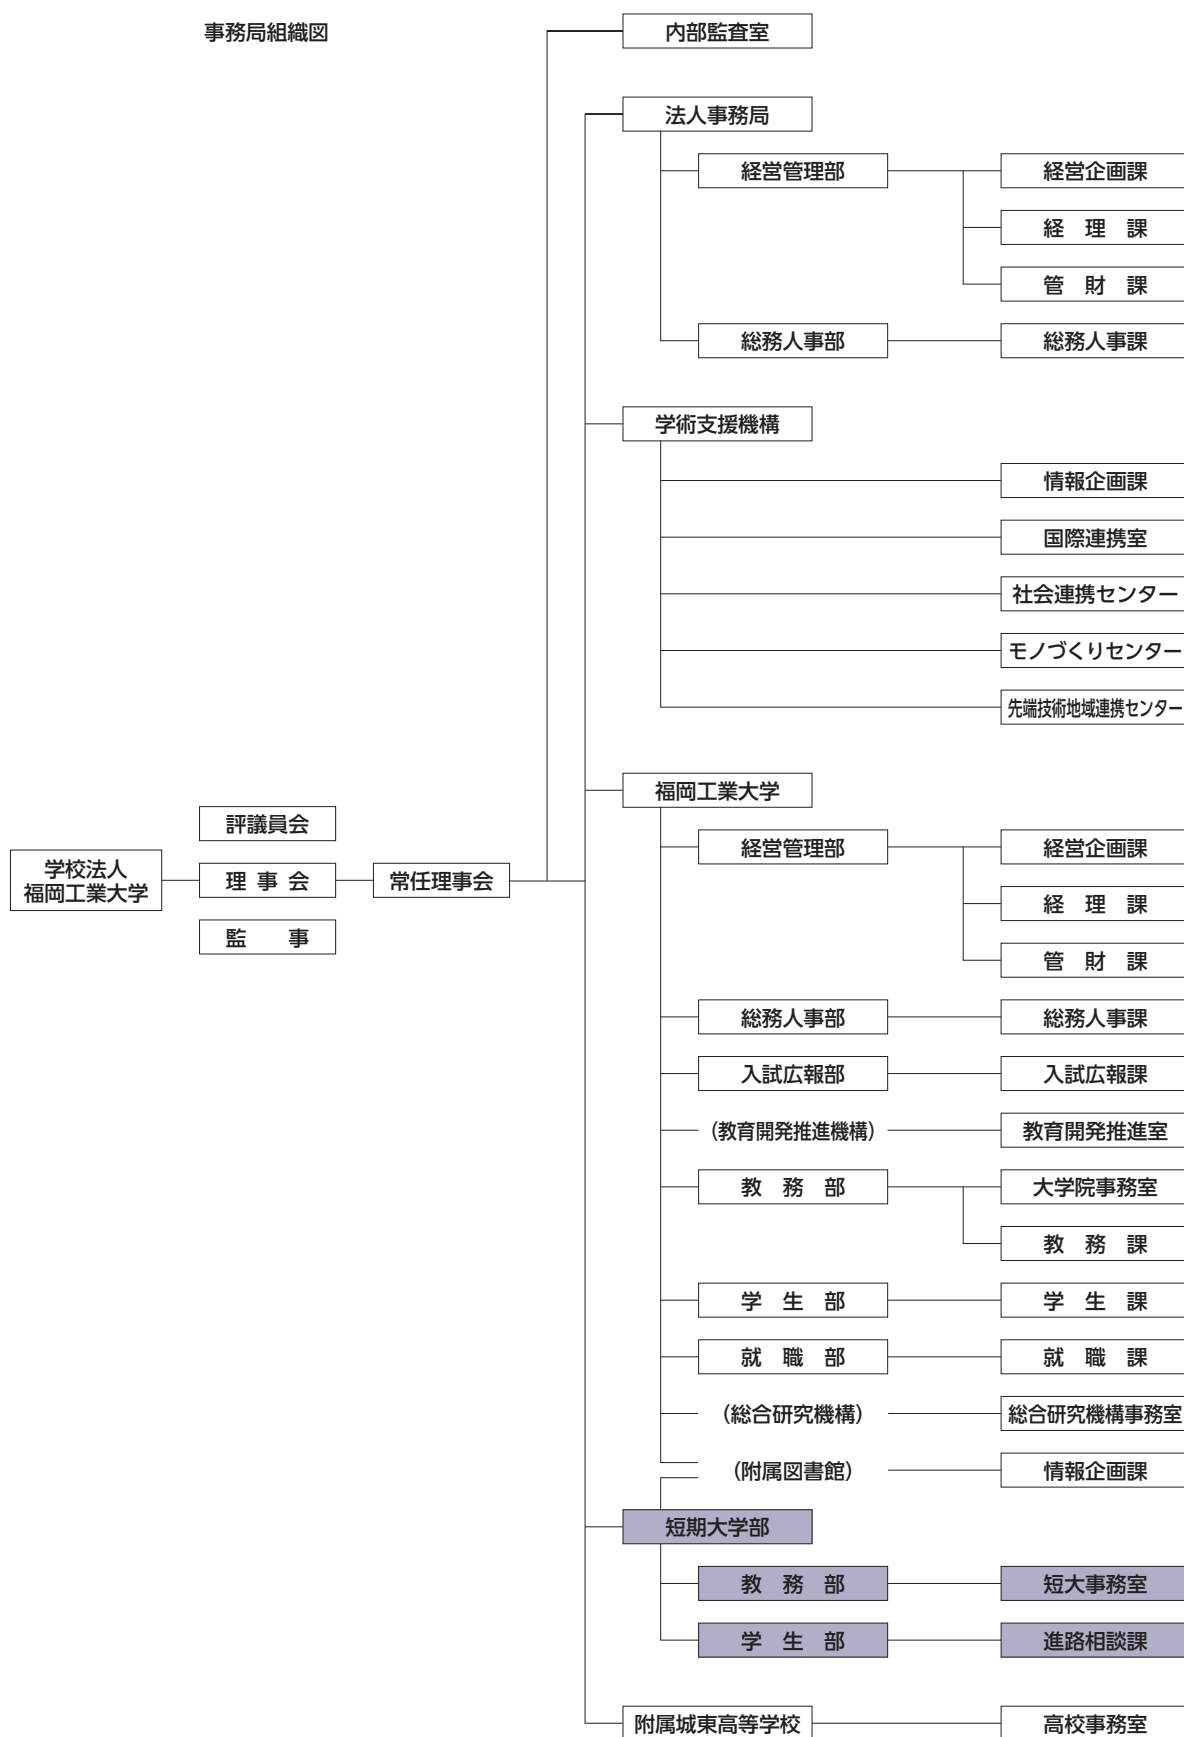 事務局組織図
内部監査室
法人事務局
経営管理部
経営企画課
経　理　課
管　財　課
総務人事部
総務人事課
学術支援機構
情報企画課
国際連携室
社会連携センター
モノづくりセンター
先端技術地域連携センター
学校法人
福岡工業大学
評議員会
理 事 会
監　　事
常任理事会
福岡工業大学
経営管理部
経営企画課
経　理　課
管　財　課
総務人事部
総務人事課
入試広報部
入試広報課
（教育開発推進機構）
教育開発推進室
教　務　部
大学院事務室
教　務　課
学　生　部
学　生　課
就　職　部
就　職　課
（総合研究機構）
総合研究機構事務室
（附属図書館）
情報企画課
短期大学部
教　務　部
短大事務室
学　生　部
進路相談課
附属城東高等学校
高校事務室